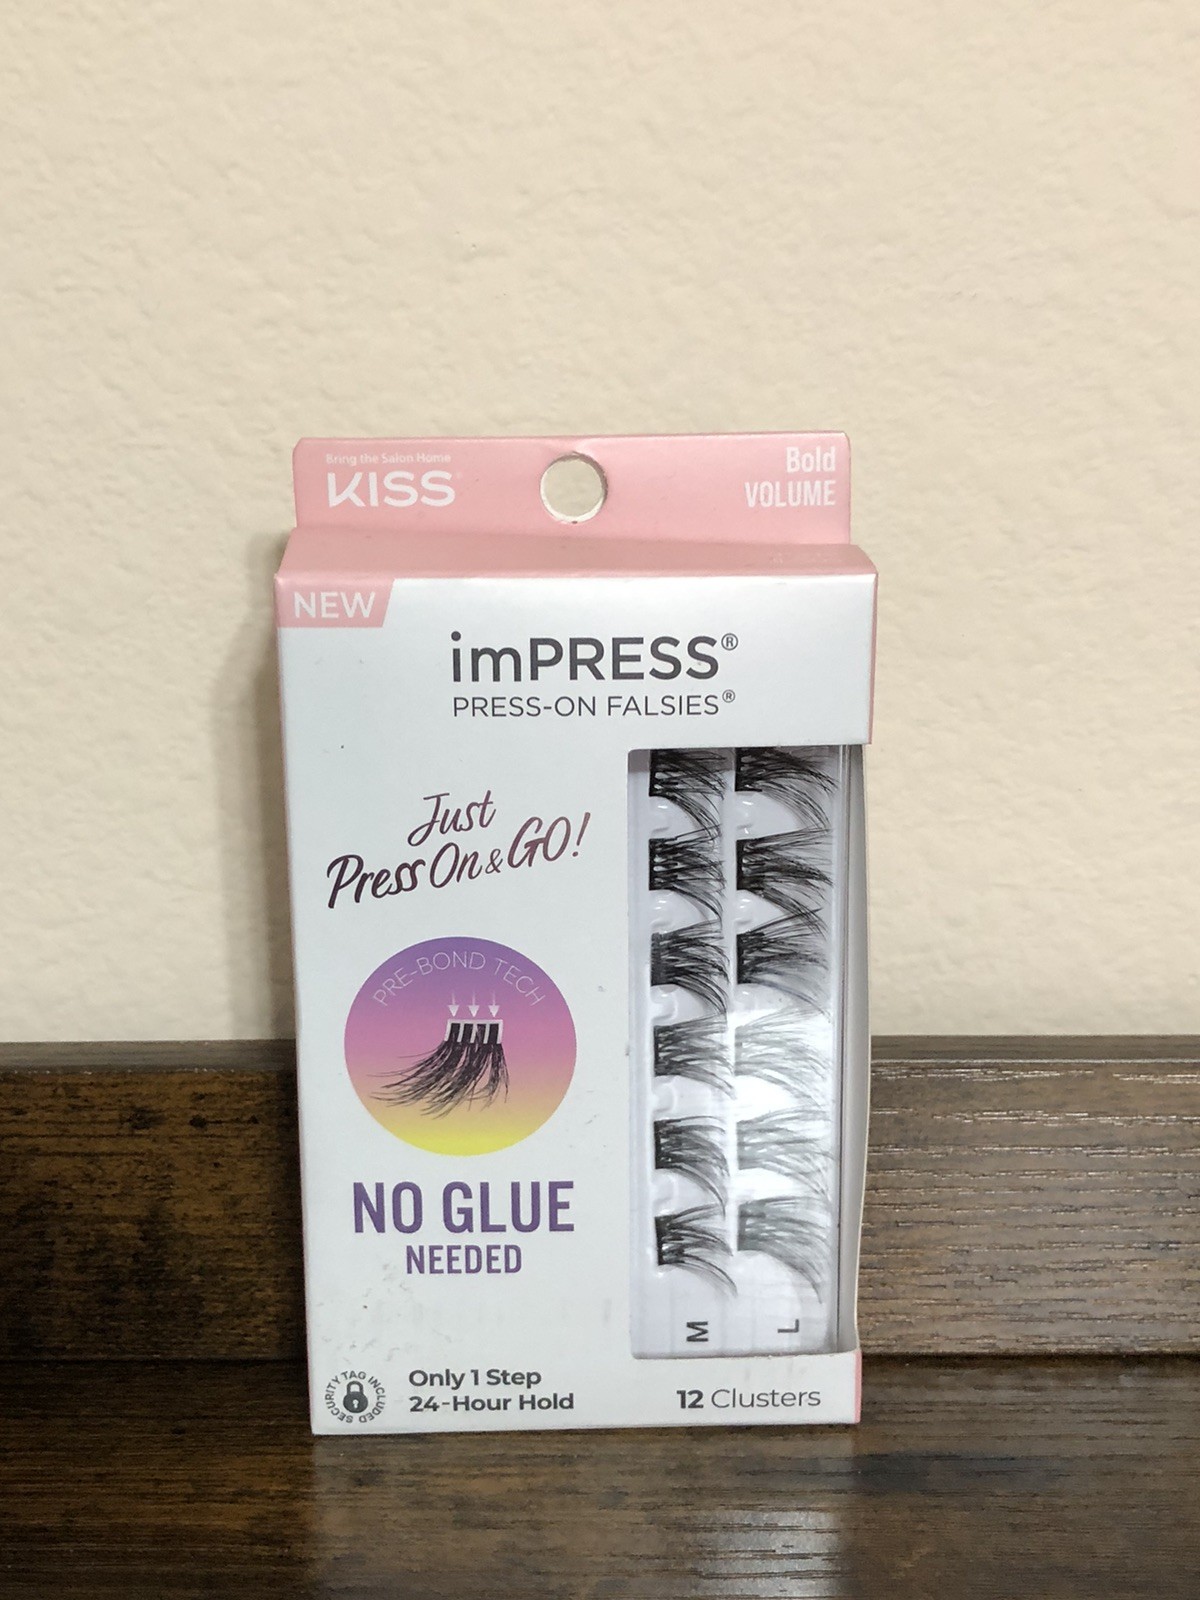 Bring the Salon Home
KISS®
Bold
VOLUME
NEW
imPRESS®
PRESS-ON FALSIES®
Just
Press On & GO!
PRE-BOND TECH
NO GLUE
NEEDED
M
L
SECURITY TAG INCLUDED
Only 1 Step
24-Hour Hold
12 Clusters